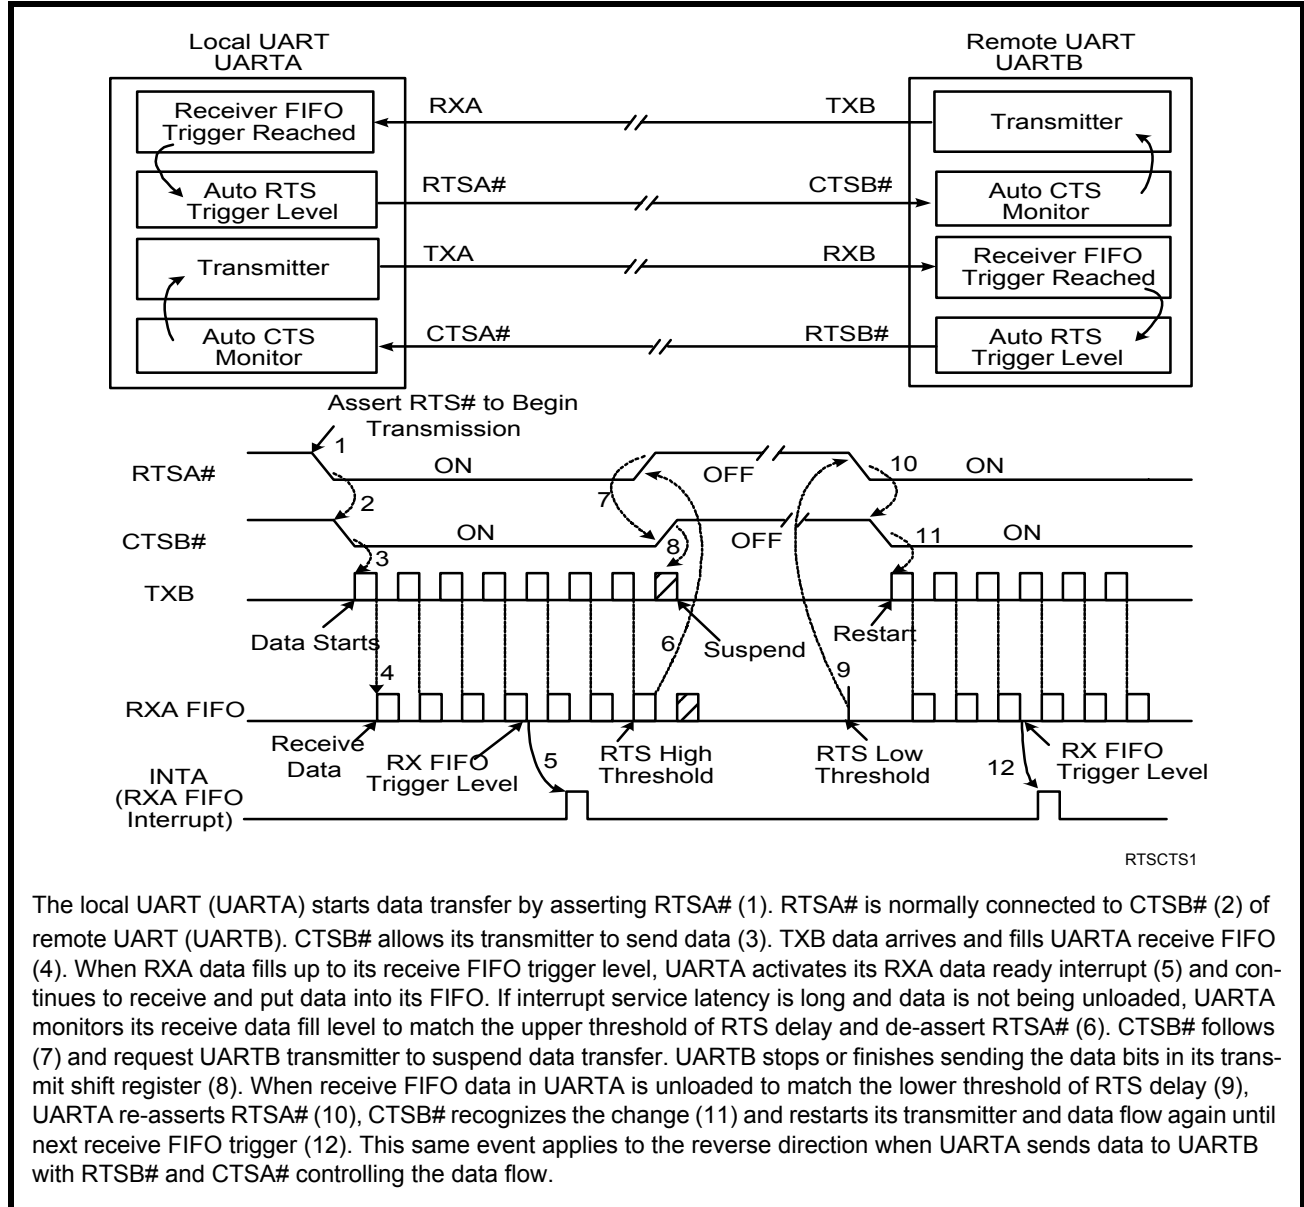 Local UART
UARTA
Remote UART
UARTB
Receiver FIFO
Trigger Reached
RXA
TXB
Transmitter
Auto RTS
Trigger Level
RTSA#
CTSB#
Auto CTS
Monitor
Transmitter
TXA
RXB
Receiver FIFO
Trigger Reached
Auto CTS
Monitor
CTSA#
RTSB#
Auto RTS
Trigger Level
Assert RTS# to Begin
Transmission
1
RTSA#
ON
OFF
10
ON
2
7
CTSB#
ON
8
OFF
11
ON
3
TXB
Data Starts
6
Suspend
Restart
4
9
RXA FIFO
Receive
Data
RX FIFO
Trigger Level
5
RTS High
Threshold
RTS Low
Threshold
12
RX FIFO
Trigger Level
INTA
(RXA FIFO
Interrupt)
RTSCTS1
The local UART (UARTA) starts data transfer by asserting RTSA# (1). RTSA# is normally connected to CTSB# (2) of
remote UART (UARTB). CTSB# allows its transmitter to send data (3). TXB data arrives and fills UARTA receive FIFO
(4). When RXA data fills up to its receive FIFO trigger level, UARTA activates its RXA data ready interrupt (5) and con-
tinues to receive and put data into its FIFO. If interrupt service latency is long and data is not being unloaded, UARTA
monitors its receive data fill level to match the upper threshold of RTS delay and de-assert RTSA# (6). CTSB# follows
(7) and request UARTB transmitter to suspend data transfer. UARTB stops or finishes sending the data bits in its trans-
mit shift register (8). When receive FIFO data in UARTA is unloaded to match the lower threshold of RTS delay (9),
UARTA re-asserts RTSA# (10), CTSB# recognizes the change (11) and restarts its transmitter and data flow again until
next receive FIFO trigger (12). This same event applies to the reverse direction when UARTA sends data to UARTB
with RTSB# and CTSA# controlling the data flow.